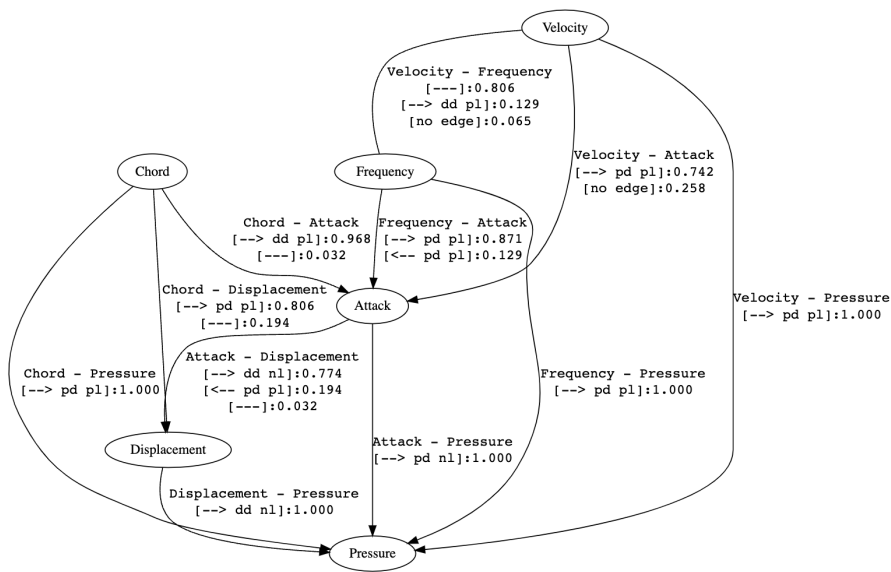 Velocity
Velocity - Frequency
[---]:0.806
[--> dd pl]:0.129
[no edge]:0.065
Velocity - Attack
[--> pd pl]:0.742
[no edge]:0.258
Chord
Frequency
Chord - Attack
[--> dd pl]:0.968
[---]:0.032
Frequency - Attack
[--> pd pl]:0.871
[<-- pd pl]:0.129
Chord - Displacement
[--> pd pl]:0.806
[---]:0.194
Attack
Velocity - Pressure
[--> pd pl]:1.000
Attack - Displacement
[--> dd nl]:0.774
[<-- pd pl]:0.194
[---]:0.032
Chord - Pressure
[--> pd pl]:1.000
Frequency - Pressure
[--> pd pl]:1.000
Displacement
Attack - Pressure
[--> pd nl]:1.000
Displacement - Pressure
[--> dd nl]:1.000
Pressure